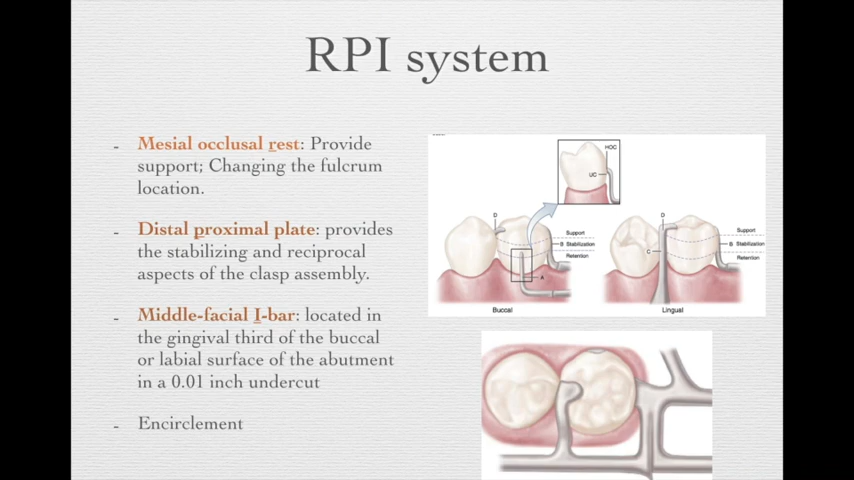 RPI system
- Mesial occlusal rest: Provide
support; Changing the fulcrum
location.
- Distal proximal plate: provides
the stabilizing and reciprocal
aspects of the clasp assembly.
- Middle-facial I-bar: located in
the gingival third of the buccal
or labial surface of the abutment
in a 0.01 inch undercut
- Encirclement
HOC
UC
D
Support
B Stabilization
Retention
A
Buccal
D
Support
B Stabilization
C
Retention
Lingual